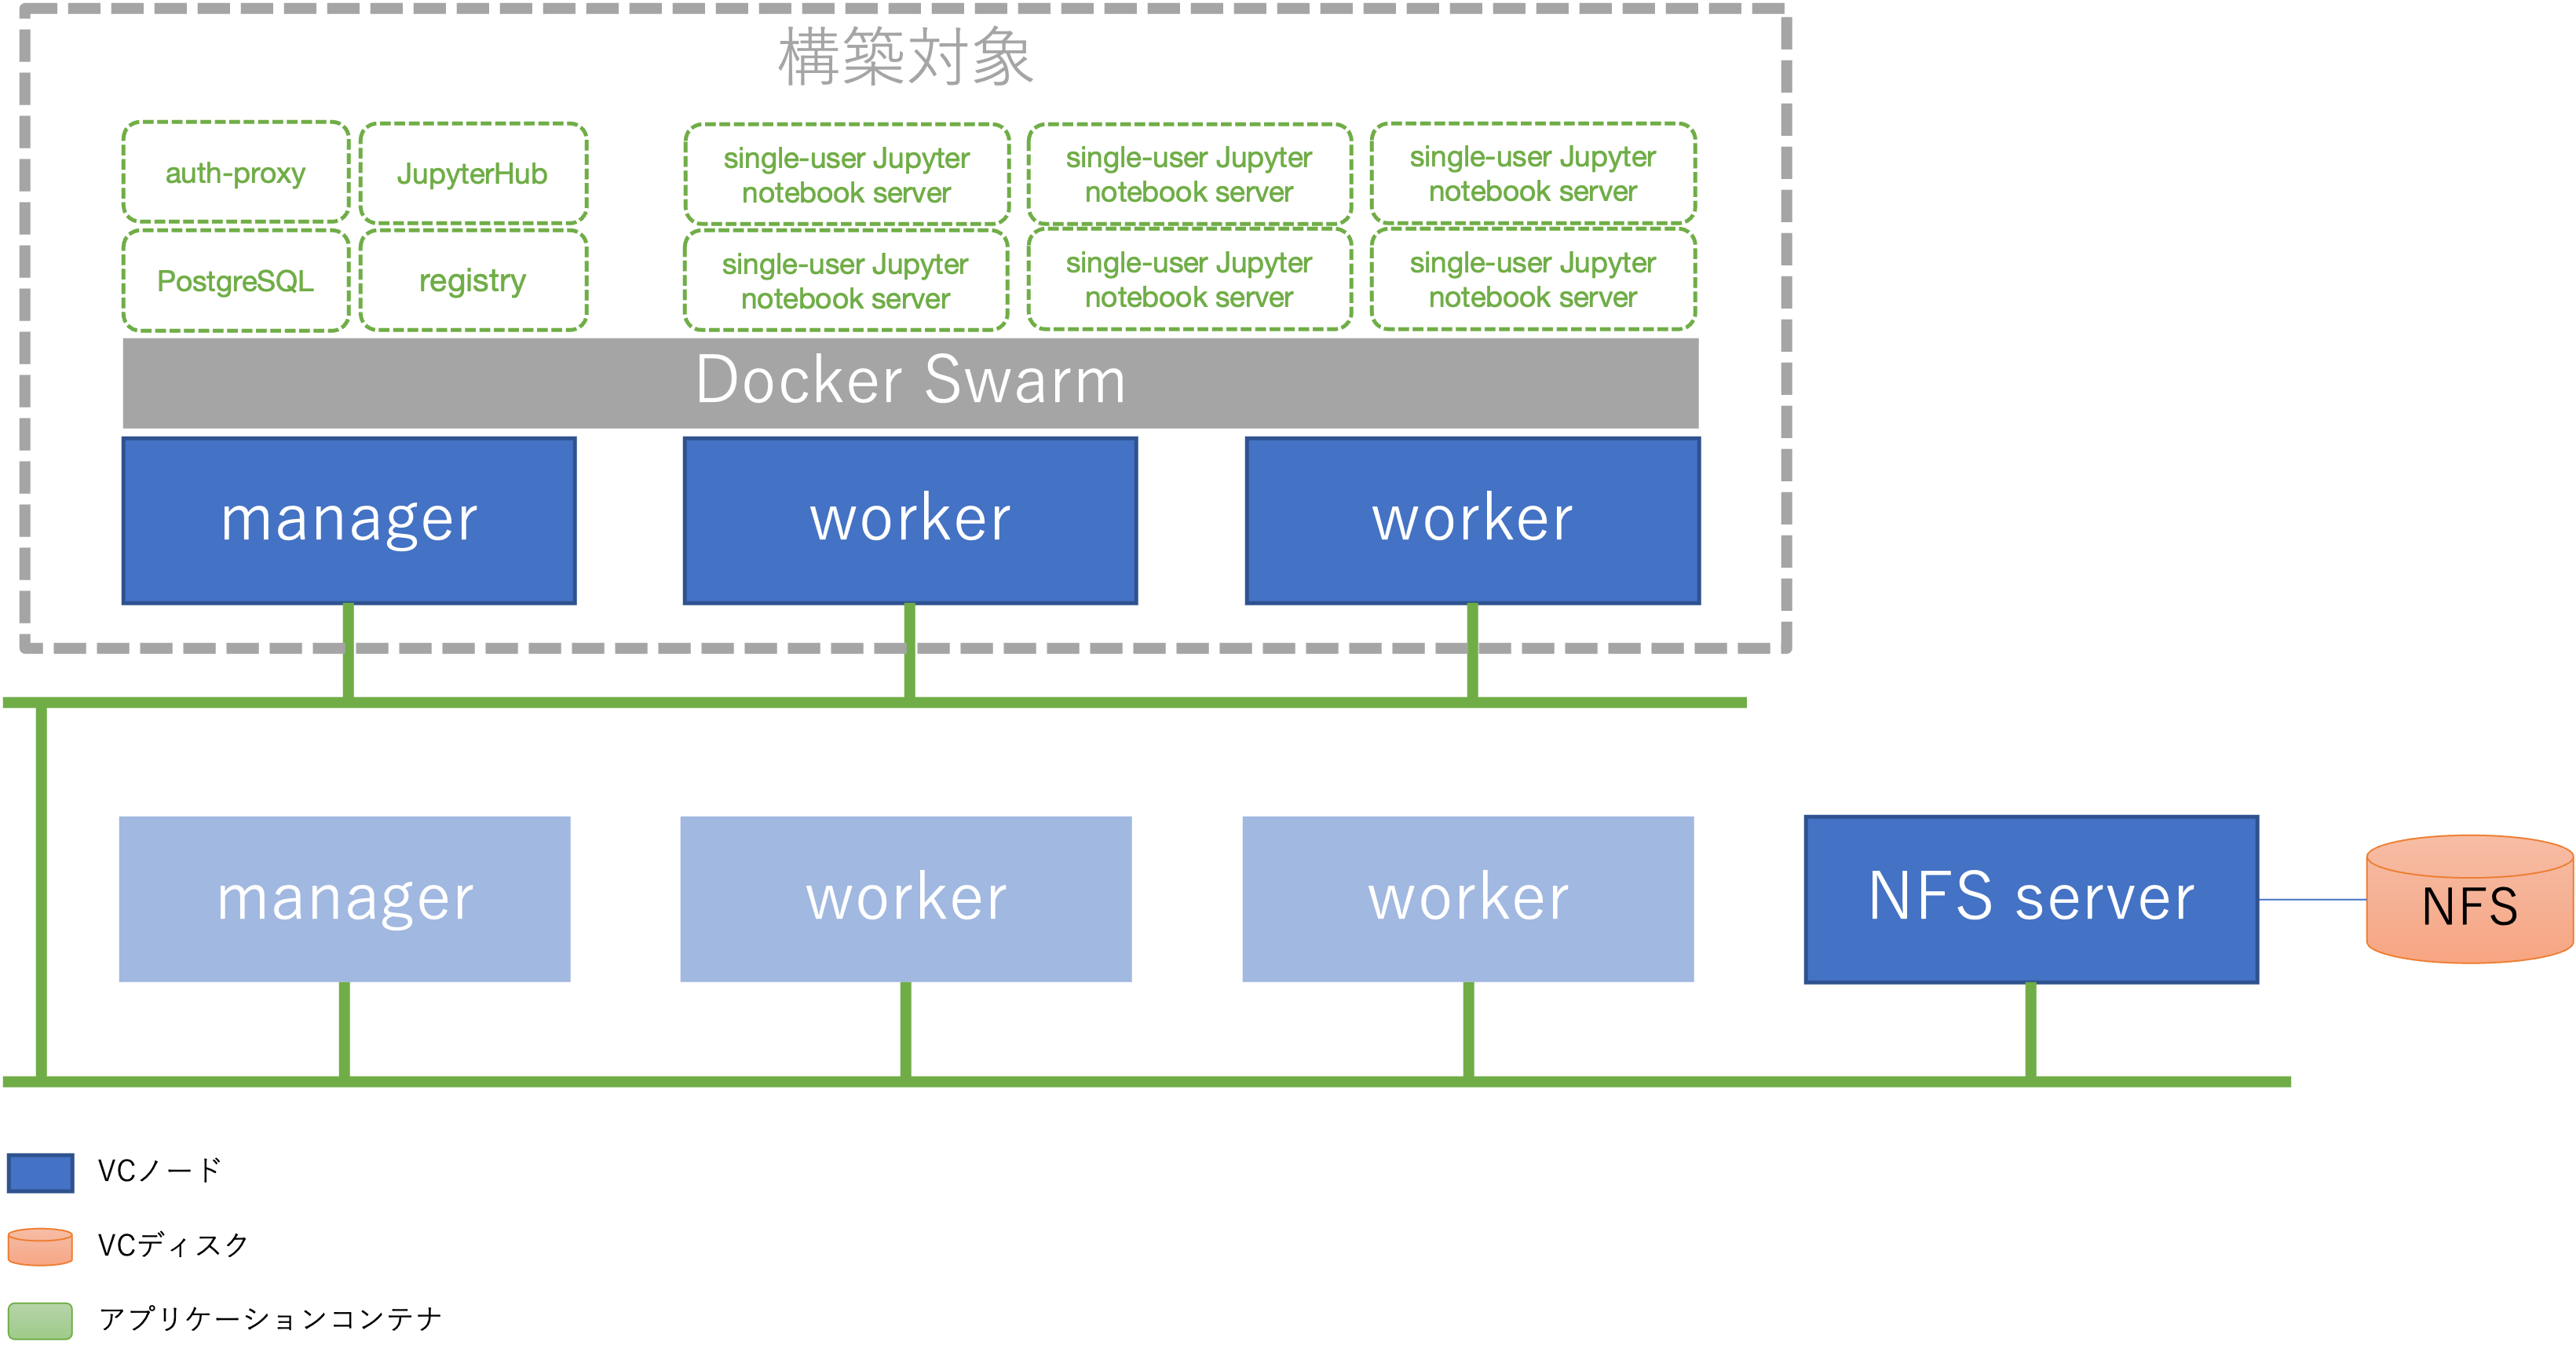 構築対象
auth-proxy
JupyterHub
single-user Jupyter
notebook server
single-user Jupyter
notebook server
single-user Jupyter
notebook server
PostgreSQL
registry
single-user Jupyter
notebook server
single-user Jupyter
notebook server
single-user Jupyter
notebook server
Docker Swarm
manager
worker
worker
manager
worker
worker
NFS server
NFS
VCノード
VCディスク
アプリケーションコンテナ